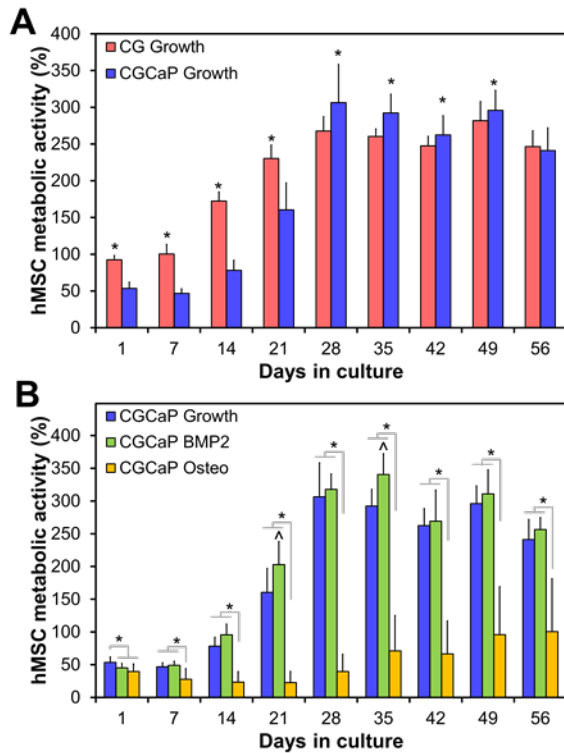 A
hMSC metabolic activity (%)
400
350
300
250
200
150
100
50
0
CG Growth
CGCaP Growth
* * * * * * * *
1 7 14 21 28 35 42 49 56
Days in culture
B
hMSC metabolic activity (%)
400
350
300
250
200
150
100
50
0
CGCaP Growth
CGCaP BMP2
CGCaP Osteo
* * * * * * * * *
^ ^
1 7 14 21 28 35 42 49 56
Days in culture